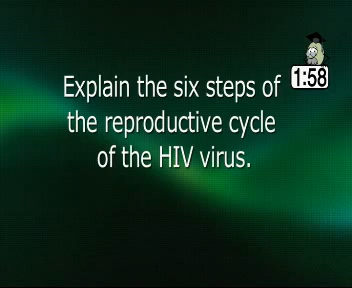 1:58
Explain the six steps of
the reproductive cycle
of the HIV virus.